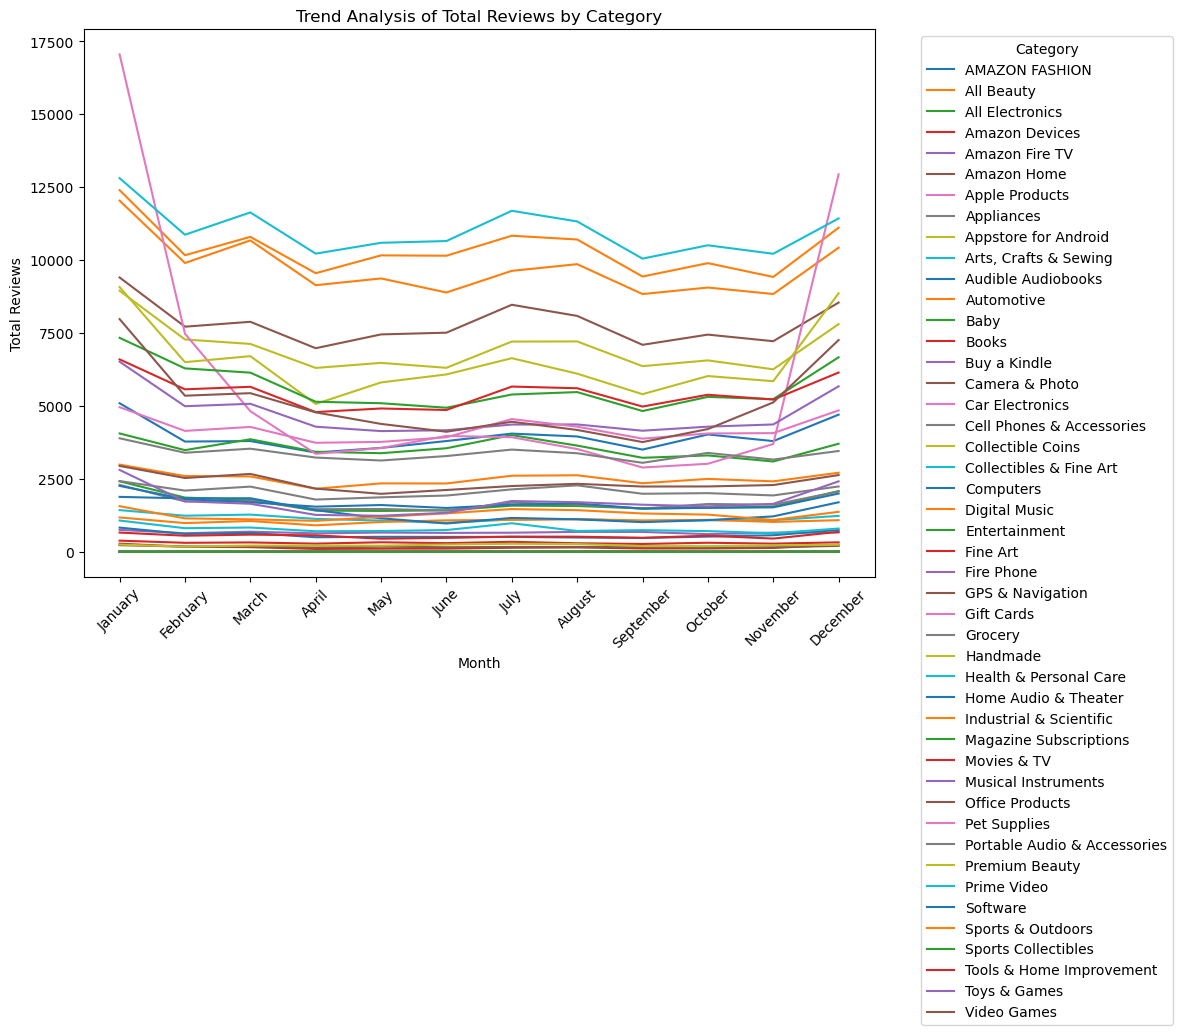 Trend Analysis of Total Reviews by Category
17500
15000
12500
10000
7500
5000
2500
0
Total Reviews
January
February
March
April
May
June
July
August
September
October
November
December
Month
Category
AMAZON FASHION
All Beauty
All Electronics
Amazon Devices
Amazon Fire TV
Amazon Home
Apple Products
Appliances
Appstore for Android
Arts, Crafts & Sewing
Audible Audiobooks
Automotive
Baby
Books
Buy a Kindle
Camera & Photo
Car Electronics
Cell Phones & Accessories
Collectible Coins
Collectibles & Fine Art
Computers
Digital Music
Entertainment
Fine Art
Fire Phone
GPS & Navigation
Gift Cards
Grocery
Handmade
Health & Personal Care
Home Audio & Theater
Industrial & Scientific
Magazine Subscriptions
Movies & TV
Musical Instruments
Office Products
Pet Supplies
Portable Audio & Accessories
Premium Beauty
Prime Video
Software
Sports & Outdoors
Sports Collectibles
Tools & Home Improvement
Toys & Games
Video Games